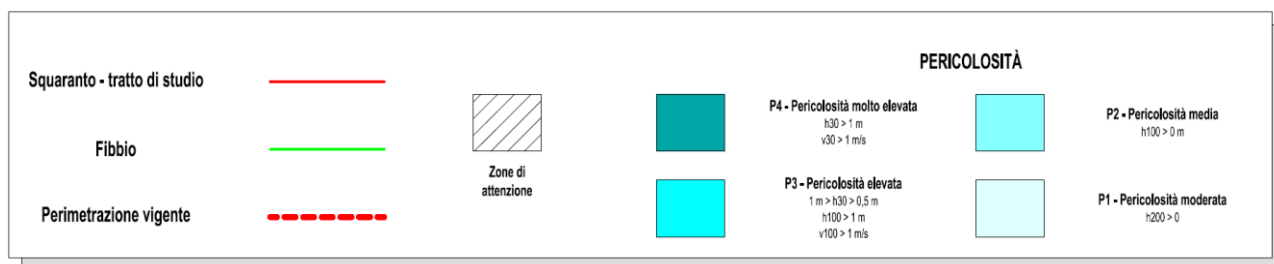 Squaranto - tratto di studio
Fibbio
Perimetrazione vigente
Zone di
attenzione
PERICOLOSITÀ
P4 - Pericolosità molto elevata
h30 > 1 m
v30 > 1 m/s
P3 - Pericolosità elevata
1 m > h30 > 0,5 m
h100 > 1 m
v100 > 1 m/s
P2 - Pericolosità media
h100 > 0 m
P1 - Pericolosità moderata
h200 > 0